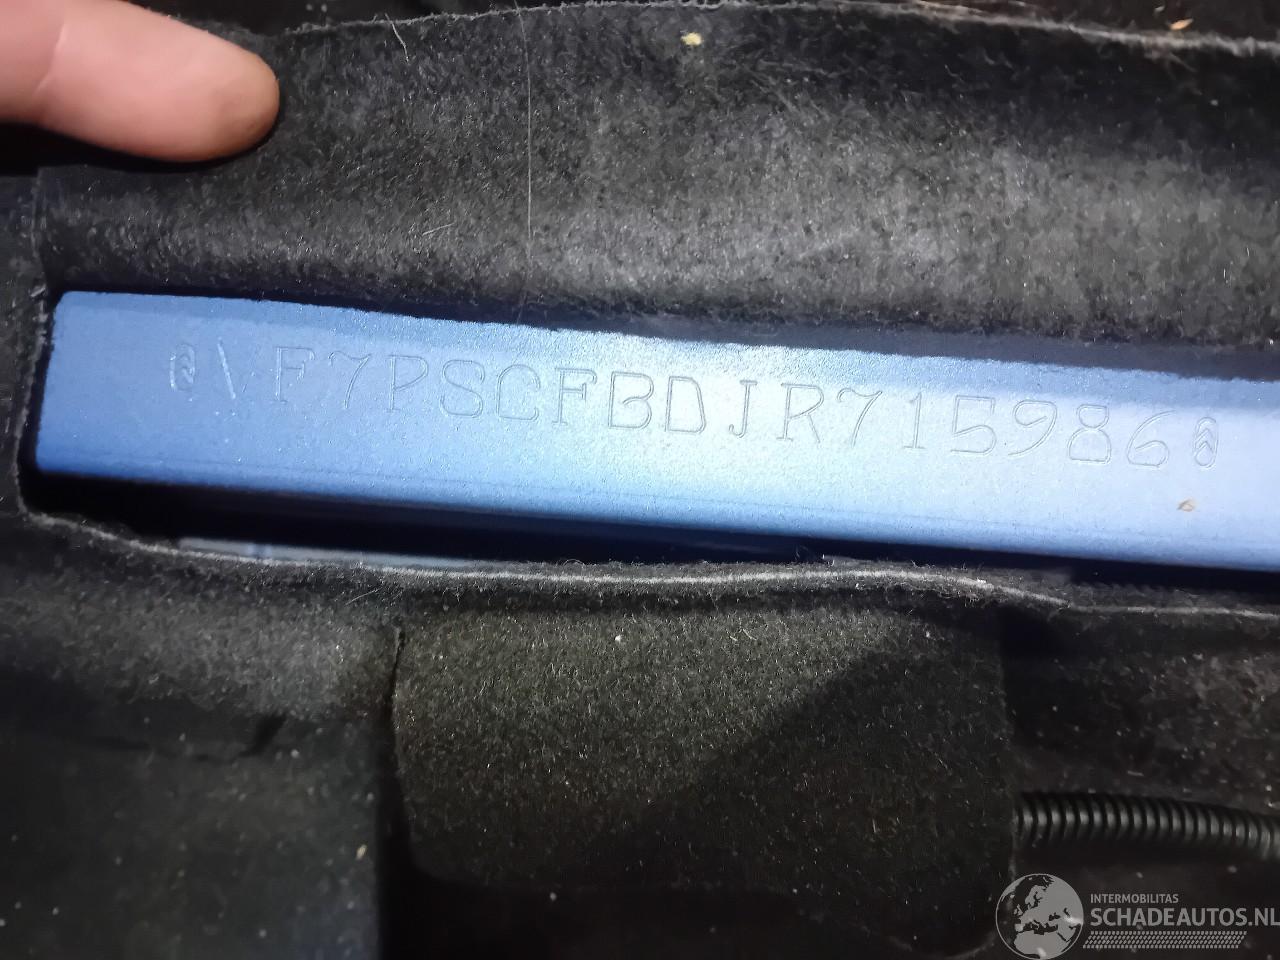 VF7PSCFBDJR715986
INTERMOBILITAS
SCHADEAUTOS.NL